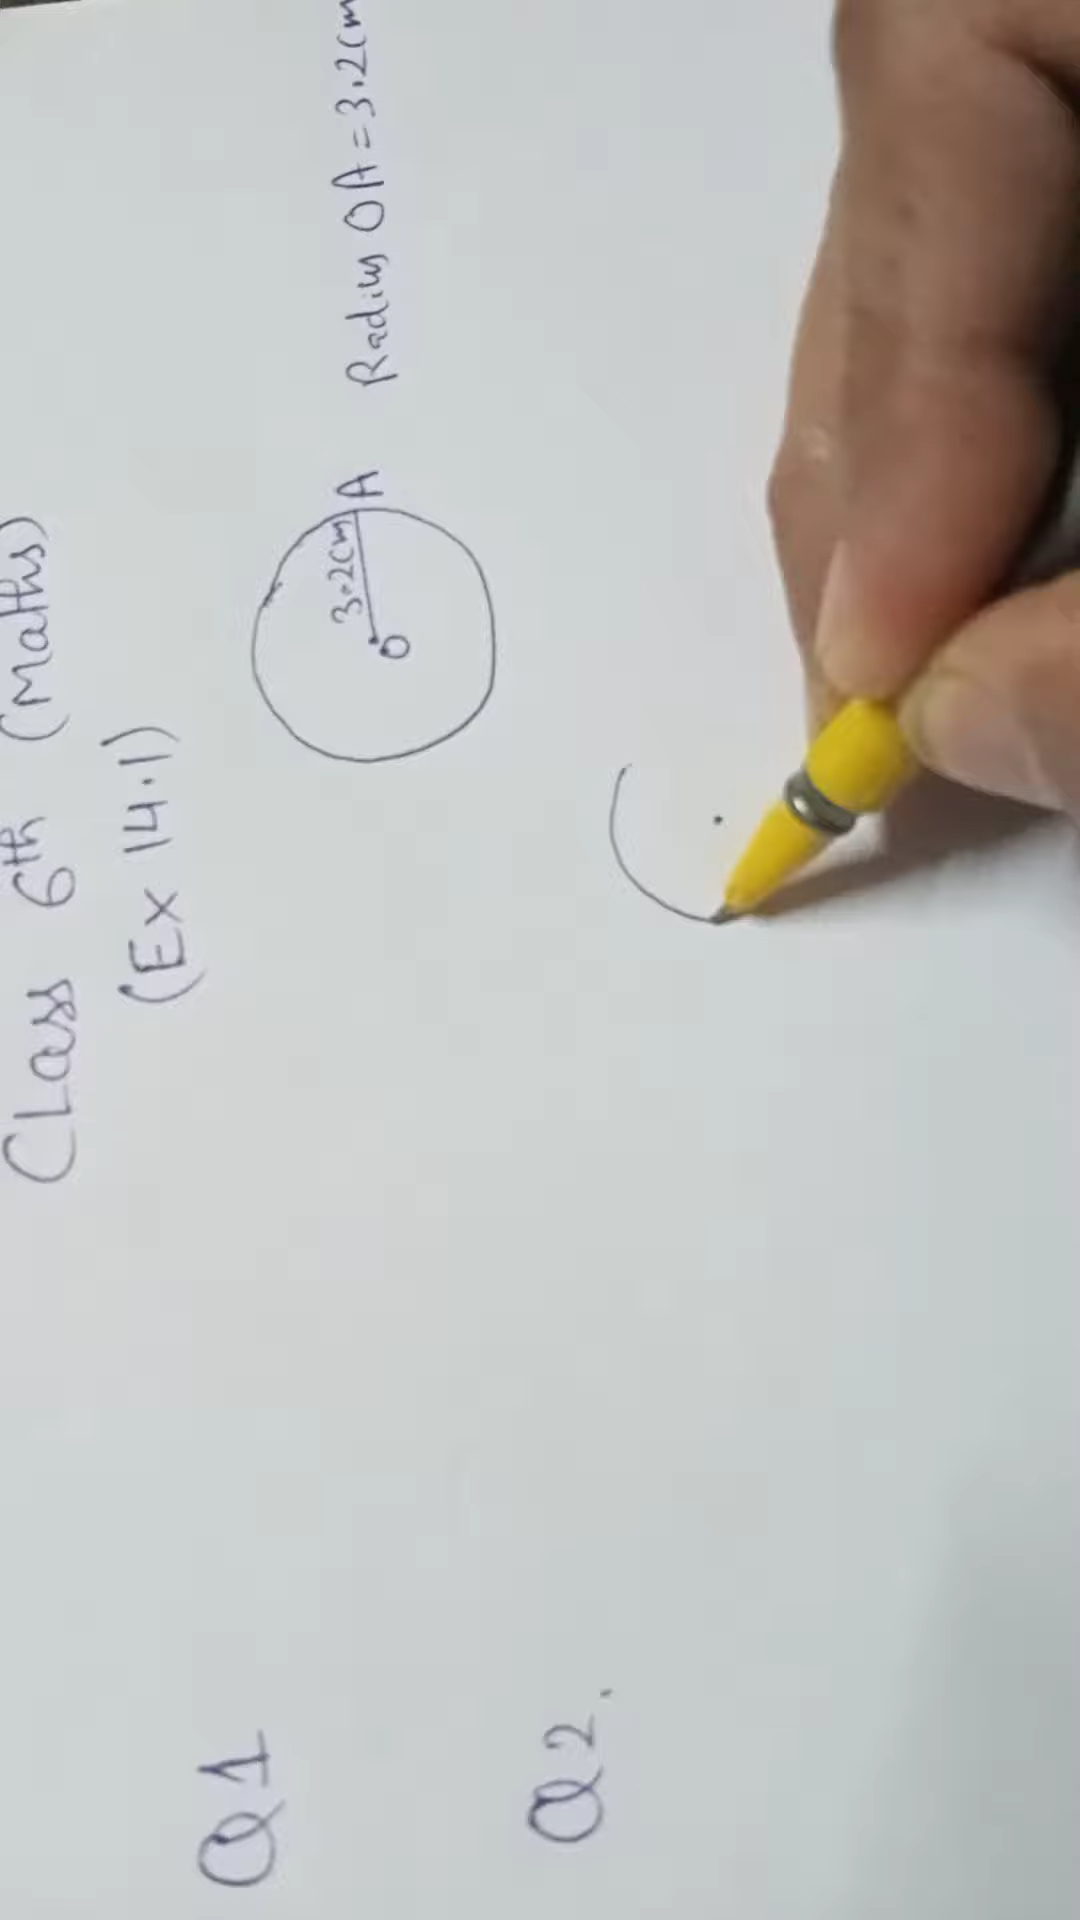 Class 6th (Maths)
(Ex 14.1)
Q1
3.2cm
O
A
Radius OA = 3.2cm
Q2.